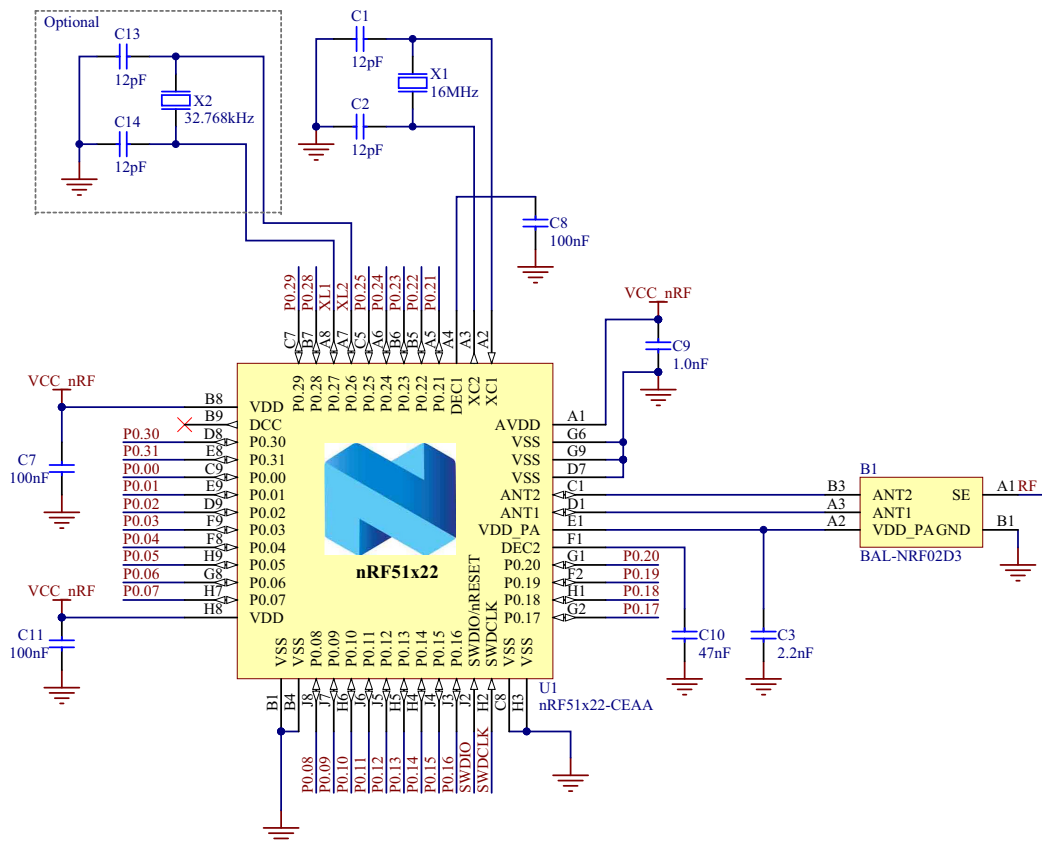 Optional
C13
12pF
X2
32.768kHz
C14
12pF
C1
12pF
X1
16MHz
C2
12pF
C8
100nF
P0.29
P0.28
XL1
XL2
P0.25
P0.24
P0.23
P0.22
P0.21
C7
B7
A8
A7
C5
A6
B6
B5
A5
A4
A3
A2
P0.29
P0.28
P0.27
P0.26
P0.25
P0.24
P0.23
P0.22
P0.21
DEC1
XC2
XC1
VCC_nRF
C9
1.0nF
VCC_nRF
C7
100nF
B8 VDD
B9 DCC
P0.30 D8 P0.30
P0.31 E8 P0.31
P0.00 C9 P0.00
P0.01 E9 P0.01
P0.02 D9 P0.02
P0.03 F9 P0.03
P0.04 F8 P0.04
P0.05 H9 P0.05
P0.06 G8 P0.06
P0.07 H7 P0.07
H8 VDD
VCC_nRF
C11
100nF
nRF51x22
AVDD A1
VSS G6
VSS G9
VSS D7
ANT2 C1
ANT1 D1
VDD_PA E1
DEC2 F1
P0.20 G1 P0.20
P0.19 F2 P0.19
P0.18 H1 P0.18
P0.17 G2 P0.17
B1
B3 ANT2 SE A1 RF
A3 ANT1
A2 VDD_PA GND B1
BAL-NRF02D3
C10
47nF
C3
2.2nF
VSS
VSS
P0.08
P0.09
P0.10
P0.11
P0.12
P0.13
P0.14
P0.15
P0.16
SWDIO/nRESET
SWDCLK
VSS
VSS
U1
nRF51x22-CEAA
B1
B4
J8
J7
H6
J6
J5
H5
H4
J4
J3
J2
H2
C8
H3
P0.08
P0.09
P0.10
P0.11
P0.12
P0.13
P0.14
P0.15
P0.16
SWDIO
SWDCLK